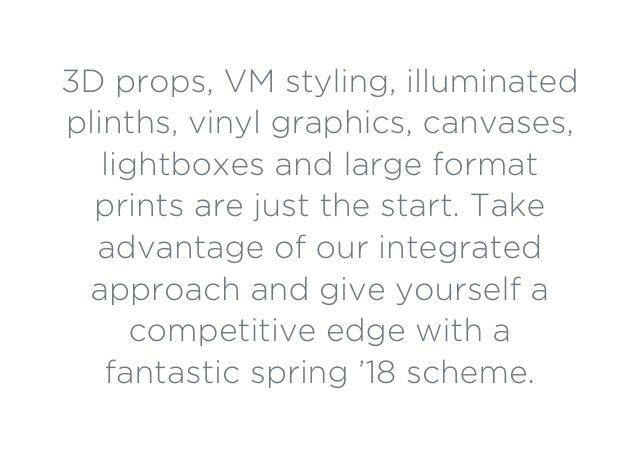 3D props, VM styling, illuminated
plinths, vinyl graphics, canvases,
lightboxes and large format
prints are just the start. Take
advantage of our integrated
approach and give yourself a
competitive edge with a
fantastic spring ’18 scheme.